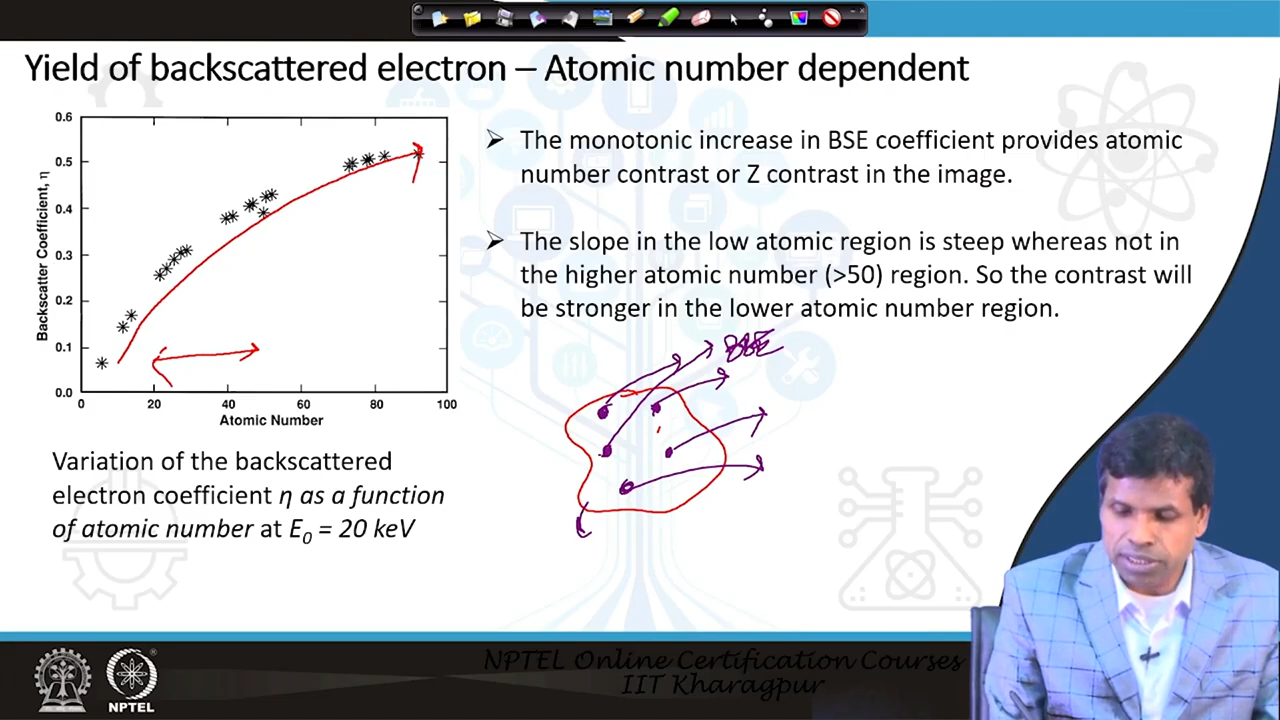 Yield of backscattered electron – Atomic number dependent
0.6
0.5
0.4
0.3
0.2
0.1
0.0
Backscatter Coefficient, η
0 20 40 60 80 100
Atomic Number
Variation of the backscattered
electron coefficient η as a function
of atomic number at E₀ = 20 keV
The monotonic increase in BSE coefficient provides atomic
number contrast or Z contrast in the image.
The slope in the low atomic region is steep whereas not in
the higher atomic number (>50) region. So the contrast will
be stronger in the lower atomic number region.
BSE
NPTEL
NPTEL Online Certification Courses
IIT Kharagpur